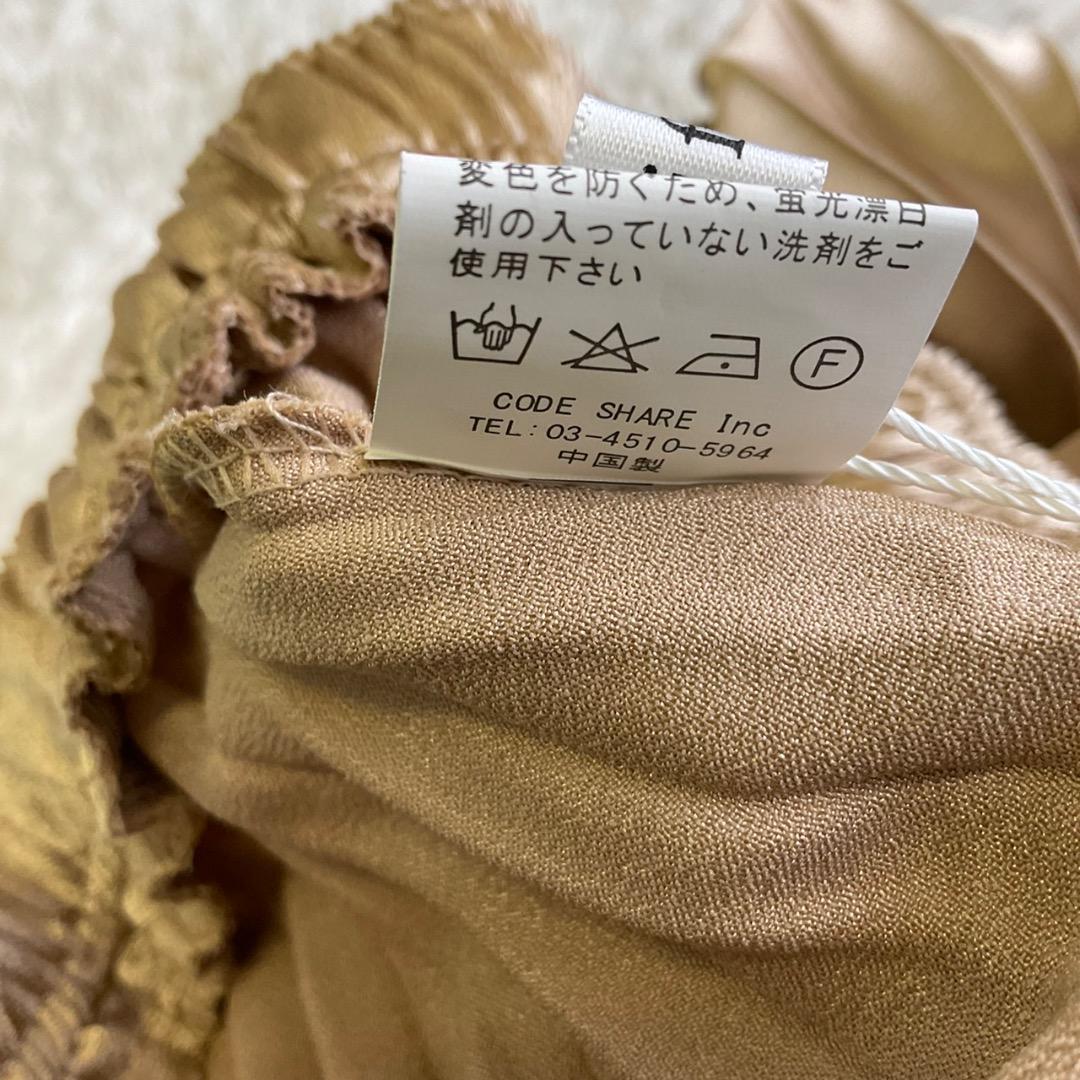 変色を防ぐため、蛍光漂白
剤の入っていない洗剤をご
使用下さい
F
CODE SHARE Inc
TEL:03-4510-5964
中国製